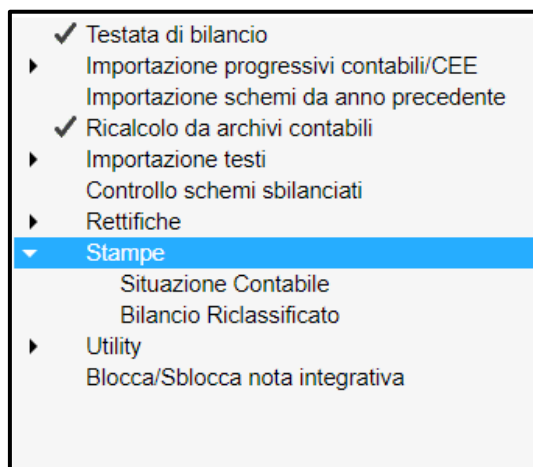 Testata di bilancio
Importazione progressivi contabili/CEE
Importazione schemi da anno precedente
Ricalcolo da archivi contabili
Importazione testi
Controllo schemi sbilanciati
Rettifiche
Stampe
Situazione Contabile
Bilancio Riclassificato
Utility
Blocca/Sblocca nota integrativa